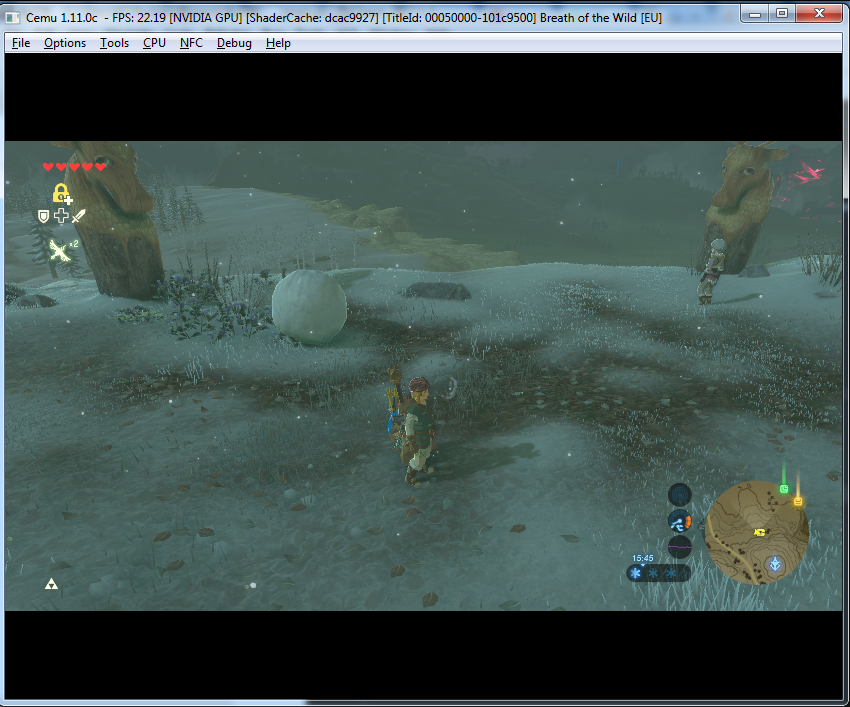 Cemu 1.11.0c - FPS: 22.19 [NVIDIA GPU] [ShaderCache: dcac9927] [TitleId: 00050000-101c9500] Breath of the Wild [EU]
File Options Tools CPU NFC Debug Help
×2
15:45